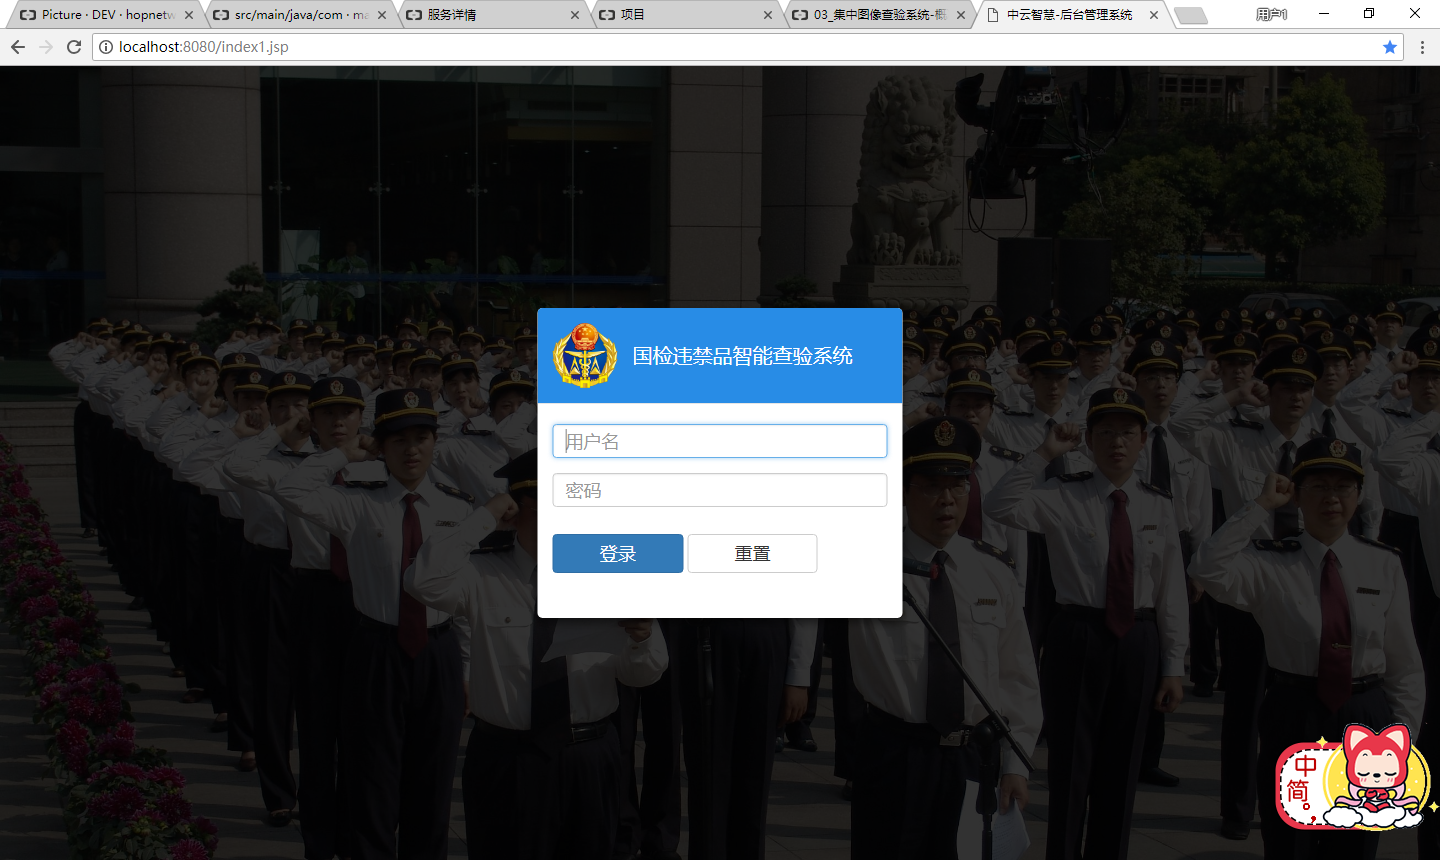 Picture · DEV · hopnetw
src/main/java/com · ma
服务详情
项目
03_集中图像查验系统-概
中云智慧-后台管理系统
用户1
localhost:8080/index1.jsp
国检违禁品智能查验系统
用户名
密码
登录
重置
中
简。,